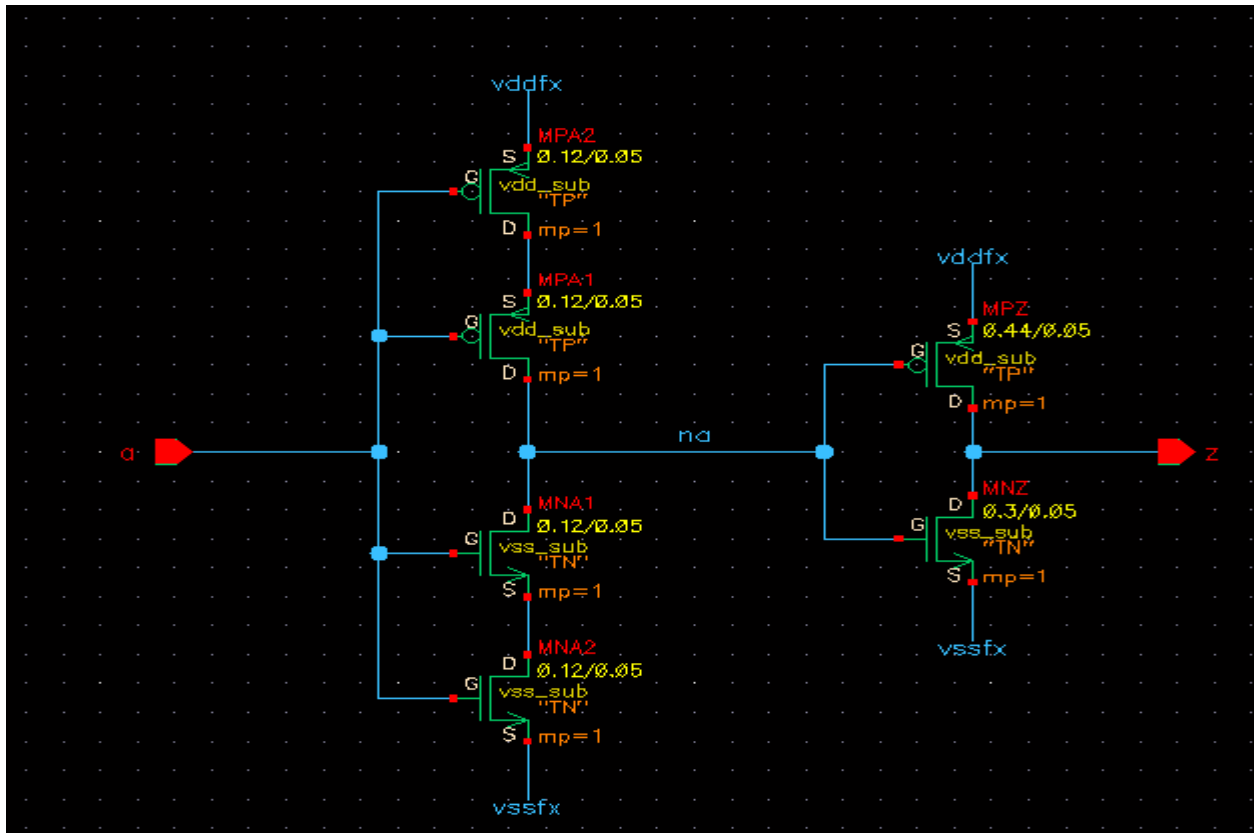 vddfx
MPA2
S 0.12/0.05
G vdd_sub
"TP"
D mp=1
MPA1
S 0.12/0.05
G vdd_sub
"TP"
D mp=1
vddfx
MPZ
S 0.44/0.05
G vdd_sub
"TP"
D mp=1
a
na
z
MNA1
D 0.12/0.05
G vss_sub
"TN"
S mp=1
MNZ
D 0.3/0.05
G vss_sub
"TN"
S mp=1
MNA2
D 0.12/0.05
G vss_sub
"TN"
S mp=1
vssfx
vssfx